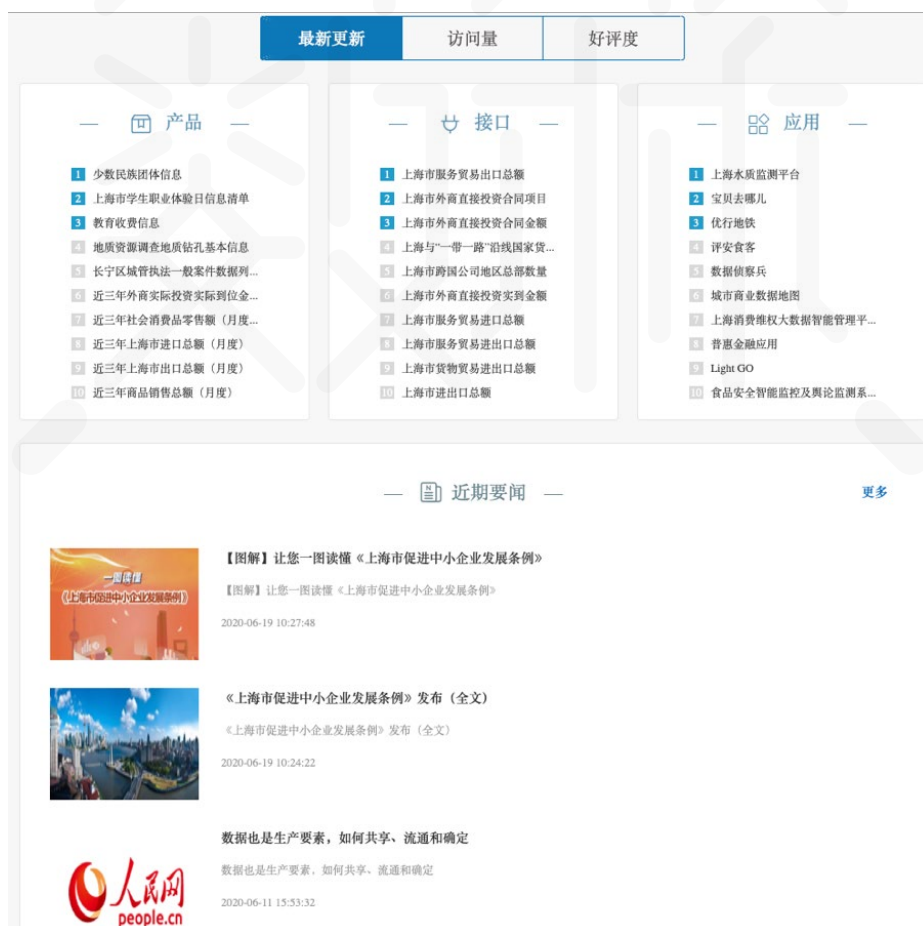 最新更新 访问量 好评度
产品
1 少数民族团体信息
2 上海市学生职业体验日信息清单
3 教育收费信息
4 地质资源调查地质钻孔基本信息
5 长宁区城管执法一般案件数据列...
6 近三年外商实际投资实际到位金...
7 近三年社会消费品零售额（月度...
8 近三年上海市进口总额（月度）
9 近三年上海市出口总额（月度）
10 近三年商品销售总额（月度）
接口
1 上海市服务贸易出口总额
2 上海市外商直接投资合同项目
3 上海市外商直接投资合同金额
4 上海与“一带一路”沿线国家货...
5 上海市跨国公司地区总部数量
6 上海市外商直接投资实到金额
7 上海市服务贸易进口总额
8 上海市服务贸易进出口总额
9 上海市货物贸易进出口总额
10 上海市进出口总额
应用
1 上海水质监测平台
2 宝贝去哪儿
3 优行地铁
4 评安食客
5 数据侦察兵
6 城市商业数据地图
7 上海消费维权大数据智能管理平...
8 普惠金融应用
9 Light GO
10 食品安全智能监控及舆论监测系...
近期要闻
更多
一图读懂
《上海市促进中小企业发展条例》
【图解】让您一图读懂《上海市促进中小企业发展条例》
【图解】让您一图读懂《上海市促进中小企业发展条例》
2020-06-19 10:27:48
《上海市促进中小企业发展条例》发布（全文）
《上海市促进中小企业发展条例》发布（全文）
2020-06-19 10:24:22
人民网
people.cn
数据也是生产要素，如何共享、流通和确定
数据也是生产要素，如何共享、流通和确定
2020-06-11 15:53:32